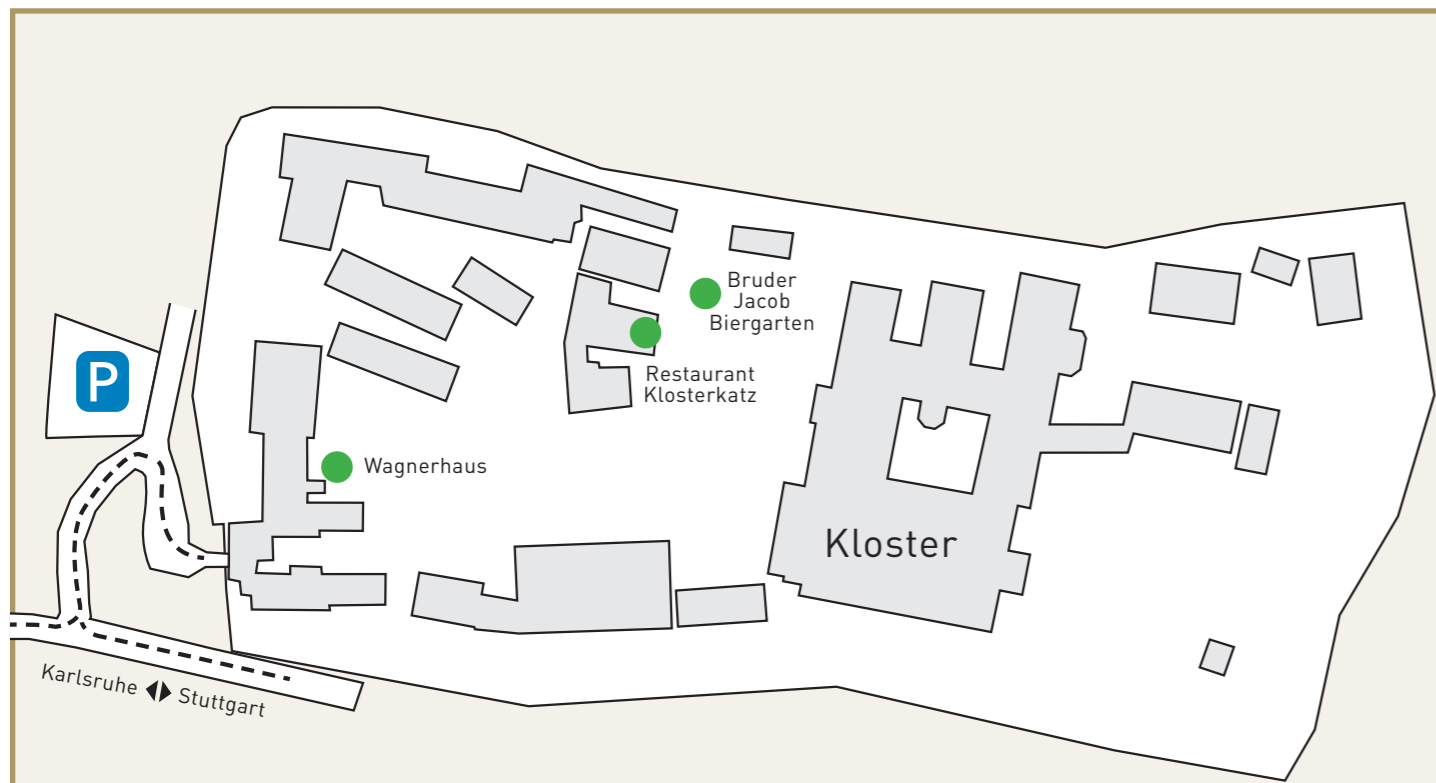 P
Bruder
Jacob
Biergarten
Restaurant
Klosterkatz
Wagnerhaus
Kloster
Karlsruhe Stuttgart